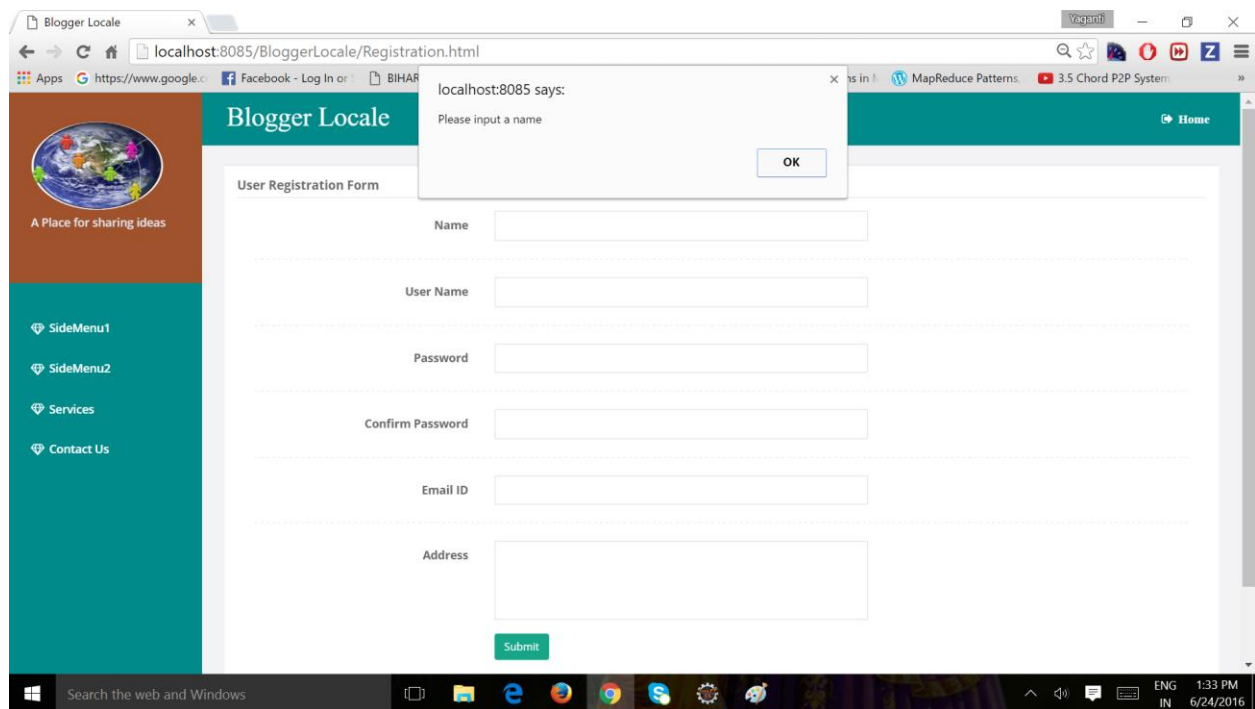 Blogger Locale
Yaganti
localhost:8085/BloggerLocale/Registration.html
Apps
https://www.google.c
Facebook - Log In or
BIHAR
ns in
MapReduce Patterns,
3.5 Chord P2P System
localhost:8085 says:
Please input a name
OK
Blogger Locale
Home
A Place for sharing ideas
SideMenu1
SideMenu2
Services
Contact Us
User Registration Form
Name
User Name
Password
Confirm Password
Email ID
Address
Submit
Search the web and Windows
ENG
IN
1:33 PM
6/24/2016